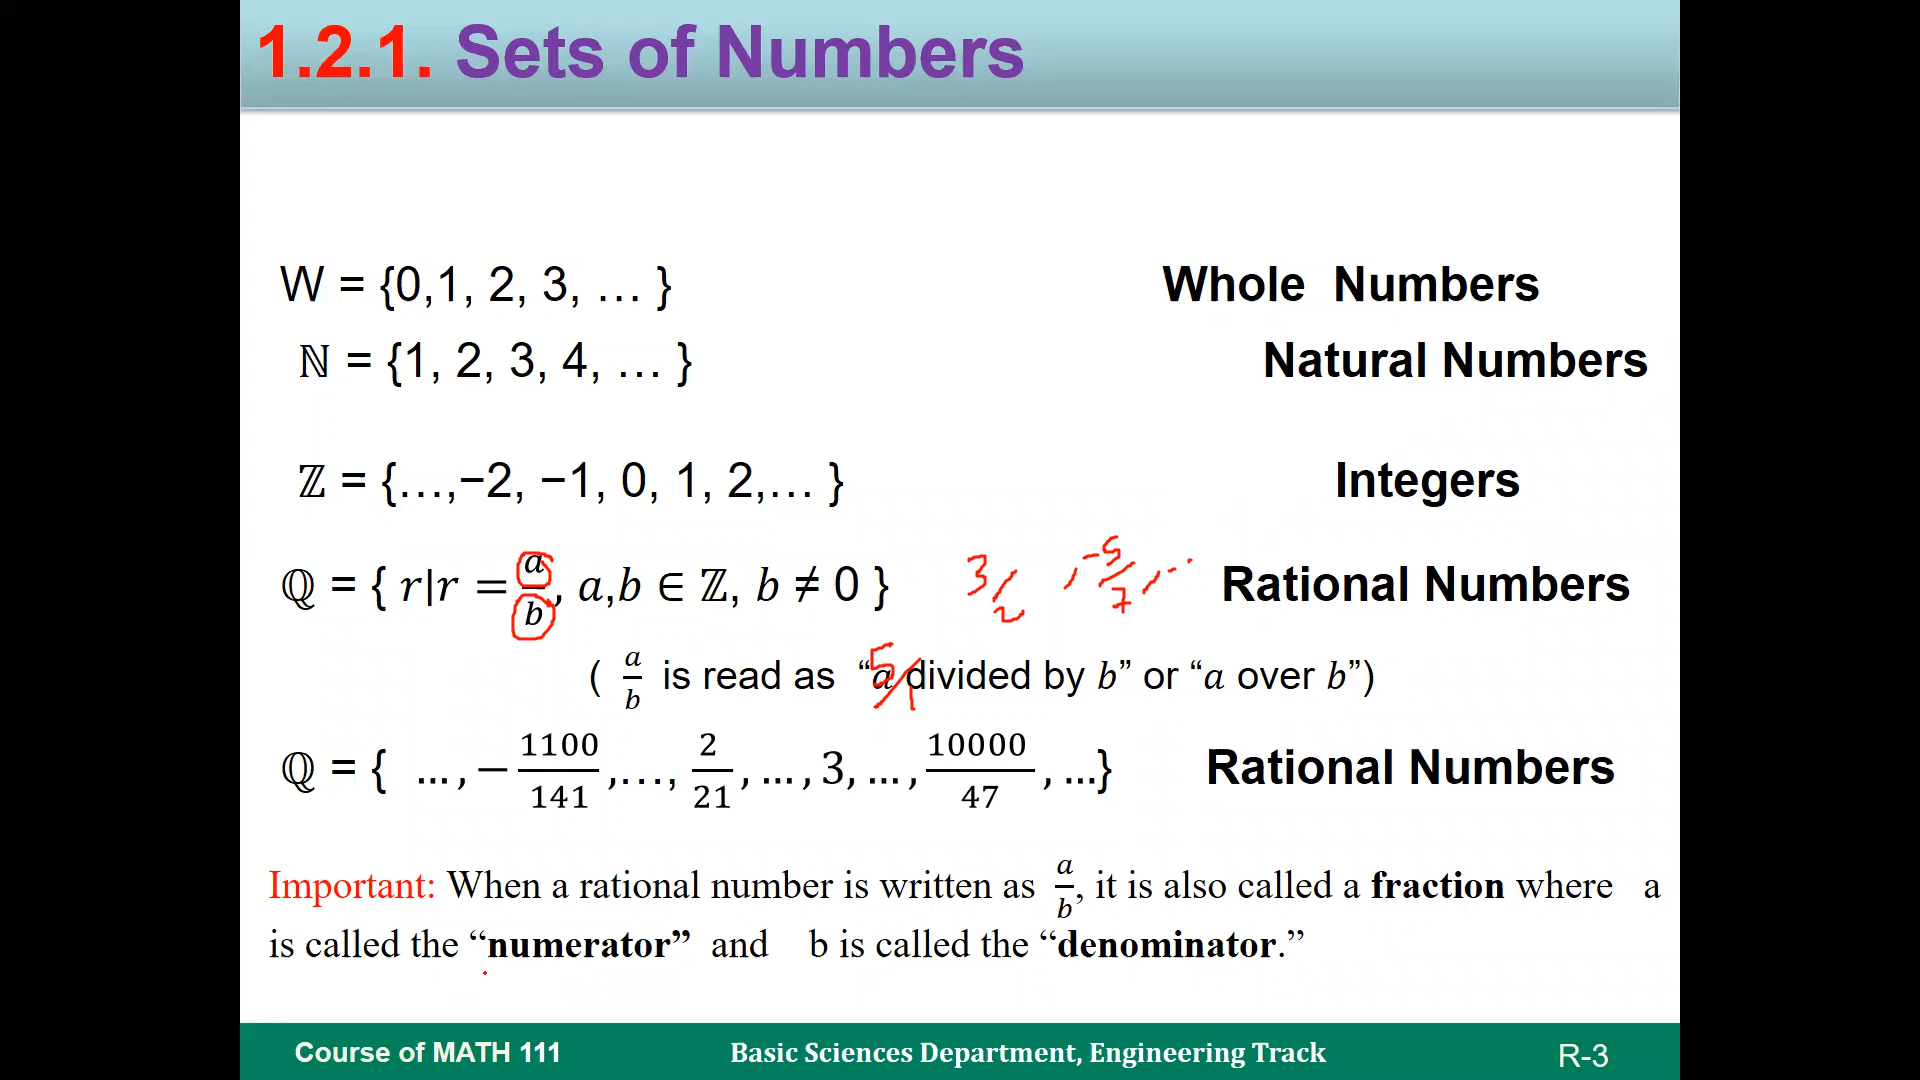 1.2.1. Sets of Numbers
W = {0,1, 2, 3, … } Whole Numbers
ℕ = {1, 2, 3, 4, … } Natural Numbers
ℤ = {…,−2, −1, 0, 1, 2,… } Integers
ℚ = { r|r = a/b, a,b ∈ ℤ, b ≠ 0 } 3/2 , -5/7 , ... Rational Numbers
( a/b is read as “a divided by b” or “a over b”)
5/1
ℚ = { … , − 1100/141 ,…, 2/21 , … , 3, … , 10000/47 , …} Rational Numbers
Important: When a rational number is written as a/b, it is also called a fraction where a
is called the “numerator” and b is called the “denominator.”
Course of MATH 111 Basic Sciences Department, Engineering Track R-3